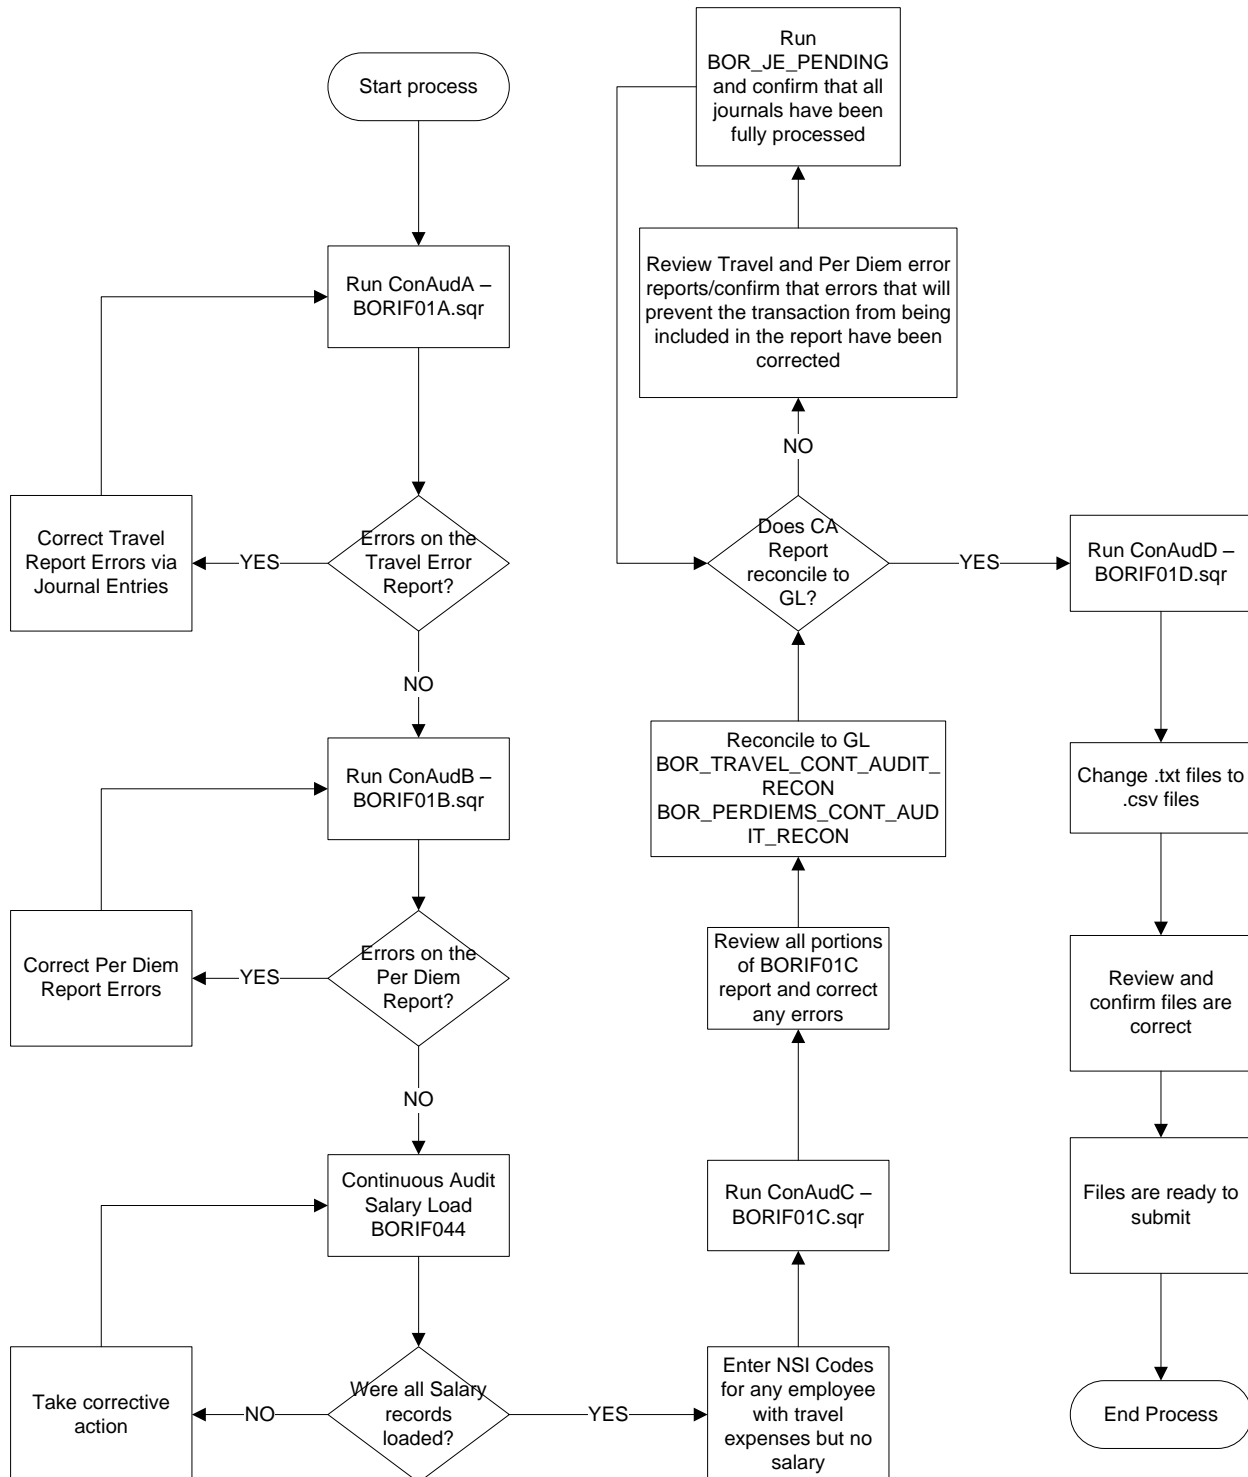 Start process
Run ConAudA –
BORIF01A.sqr
Errors on the
Travel Error
Report?
YES
Correct Travel
Report Errors via
Journal Entries
NO
Run ConAudB –
BORIF01B.sqr
Errors on the
Per Diem
Report?
YES
Correct Per Diem
Report Errors
NO
Continuous Audit
Salary Load
BORIF044
Were all Salary
records
loaded?
NO
Take corrective
action
YES
Enter NSI Codes
for any employee
with travel
expenses but no
salary
Run ConAudC –
BORIF01C.sqr
Review all portions
of BORIF01C
report and correct
any errors
Reconcile to GL
BOR_TRAVEL_CONT_AUDIT_
RECON
BOR_PERDIEMS_CONT_AUD
IT_RECON
Does CA
Report
reconcile to
GL?
NO
Review Travel and Per Diem error
reports/confirm that errors that will
prevent the transaction from being
included in the report have been
corrected
Run
BOR_JE_PENDING
and confirm that all
journals have been
fully processed
YES
Run ConAudD –
BORIF01D.sqr
Change .txt files to
.csv files
Review and
confirm files are
correct
Files are ready to
submit
End Process